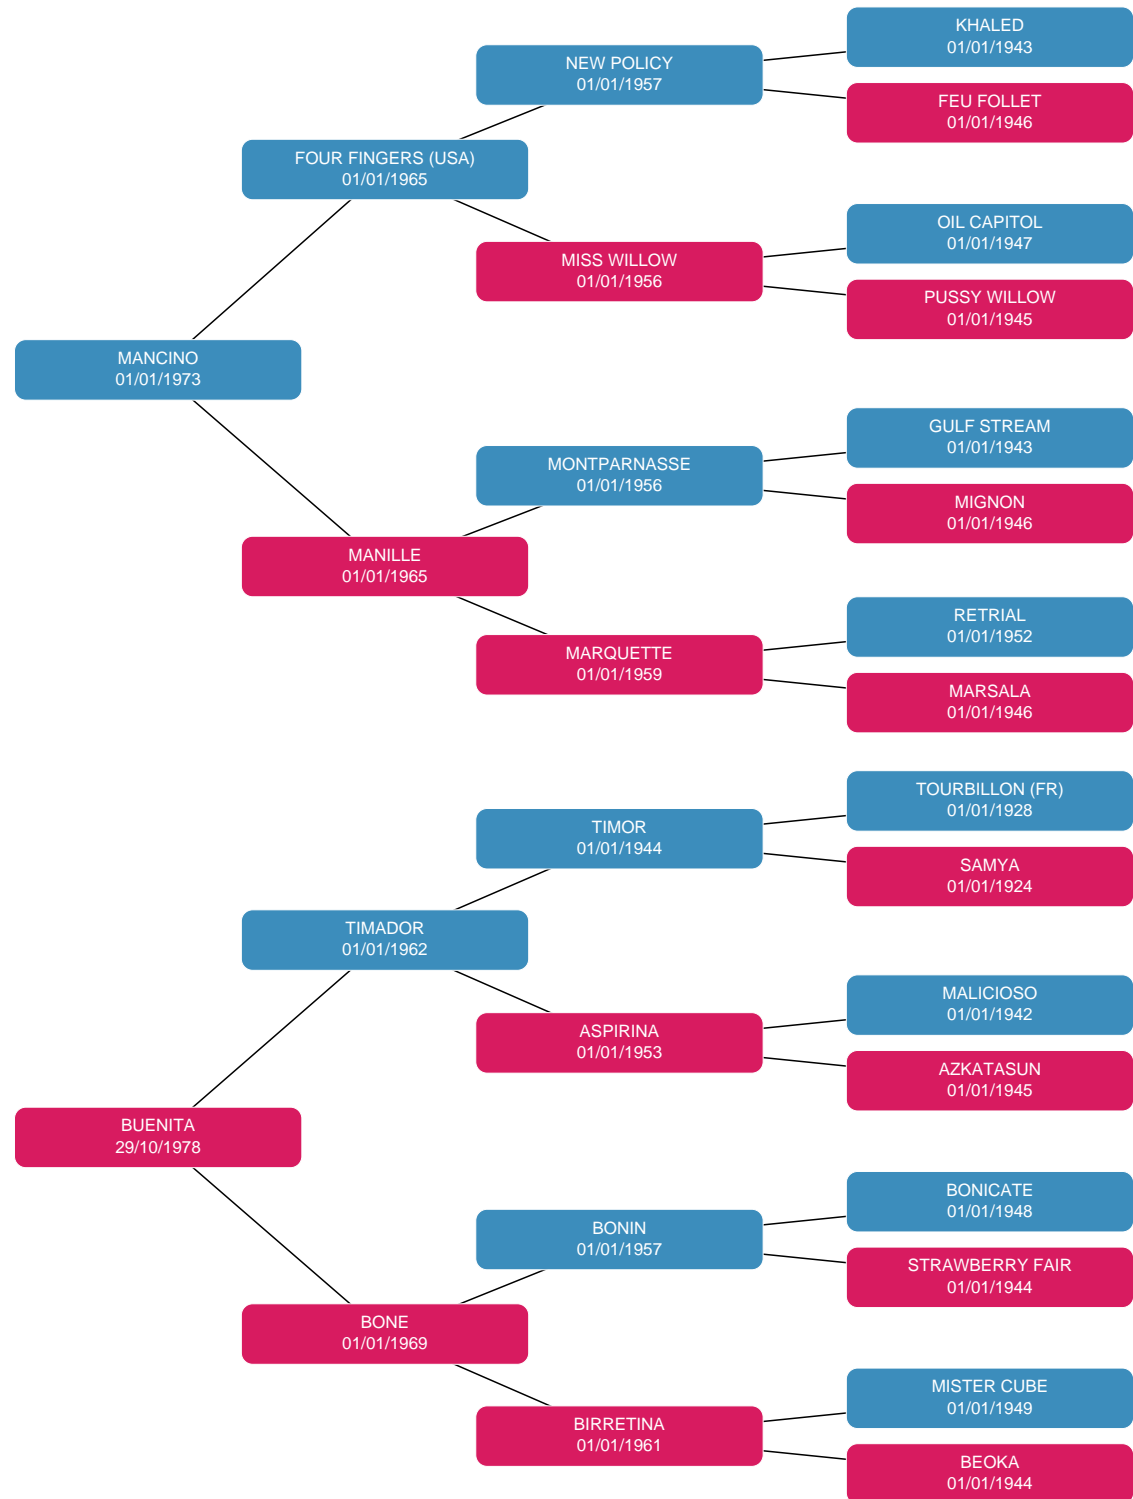 KHALED
01/01/1943
NEW POLICY
01/01/1957
FEU FOLLET
01/01/1946
FOUR FINGERS (USA)
01/01/1965
OIL CAPITOL
01/01/1947
MISS WILLOW
01/01/1956
PUSSY WILLOW
01/01/1945
MANCINO
01/01/1973
GULF STREAM
01/01/1943
MONTPARNASSE
01/01/1956
MIGNON
01/01/1946
MANILLE
01/01/1965
RETRIAL
01/01/1952
MARQUETTE
01/01/1959
MARSALA
01/01/1946
TOURBILLON (FR)
01/01/1928
TIMOR
01/01/1944
SAMYA
01/01/1924
TIMADOR
01/01/1962
MALICIOSO
01/01/1942
ASPIRINA
01/01/1953
AZKATASUN
01/01/1945
BUENITA
29/10/1978
BONICATE
01/01/1948
BONIN
01/01/1957
STRAWBERRY FAIR
01/01/1944
BONE
01/01/1969
MISTER CUBE
01/01/1949
BIRRETINA
01/01/1961
BEOKA
01/01/1944